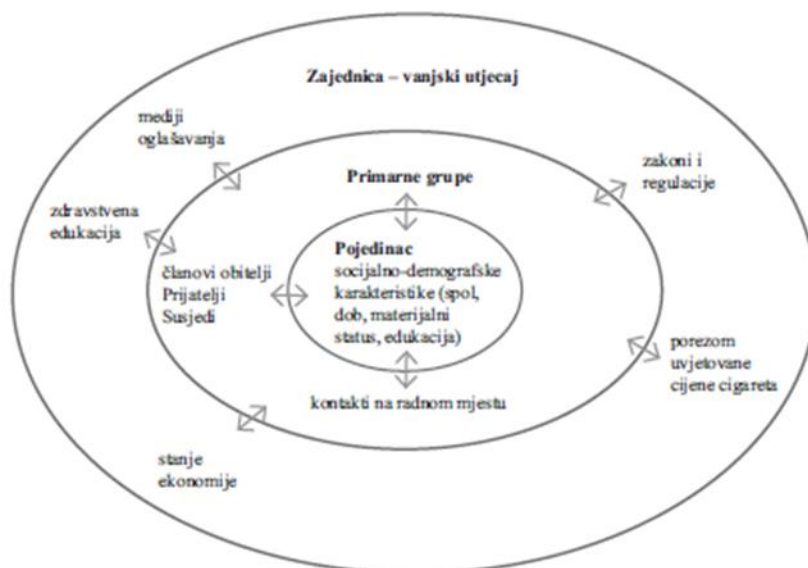 Zajednica – vanjski utjecaj
mediji
oglašavanja
zakoni i
regulacije
Primarne grupe
zdravstvena
edukacija
članovi obitelji
Prijatelji
Susjedi
Pojedinac
socijalno-demografske
karakteristike (spol,
dob, materijalni
status, edukacija)
porezom
uvjetovane
cijene cigareta
kontakti na radnom mjestu
stanje
ekonomije